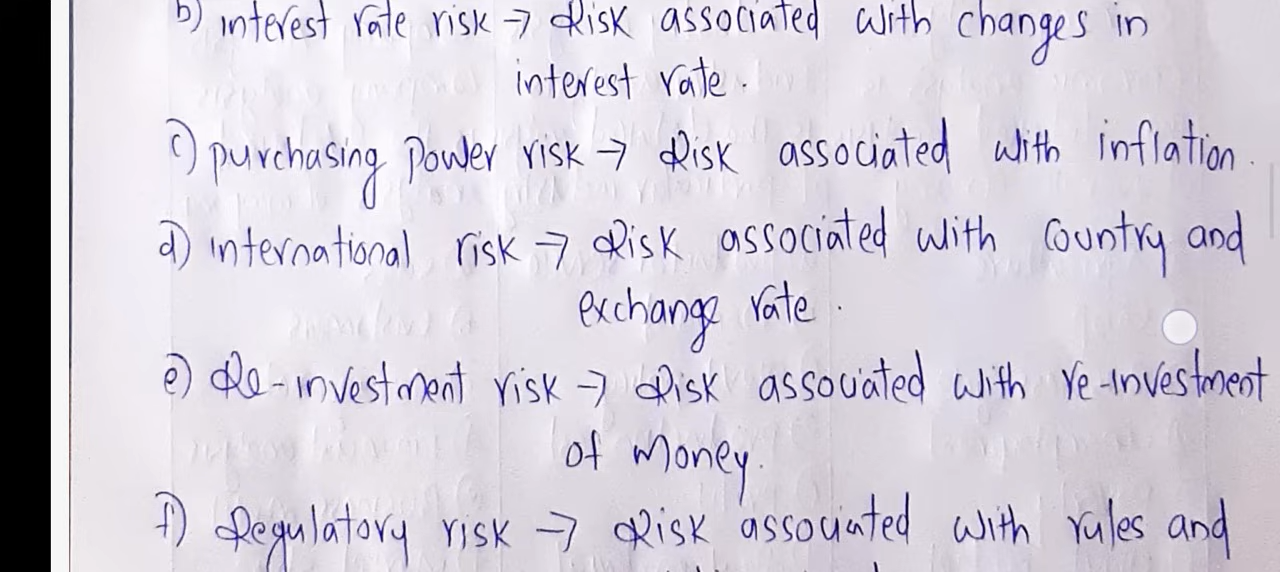 b) interest rate risk → Risk associated with changes in
interest rate.
c) purchasing Power risk → Risk associated with inflation.
d) international risk → Risk associated with Country and
exchange rate.
e) Re-investment risk → Risk associated with re-investment
of Money.
f) Regulatory risk → Risk associated with rules and